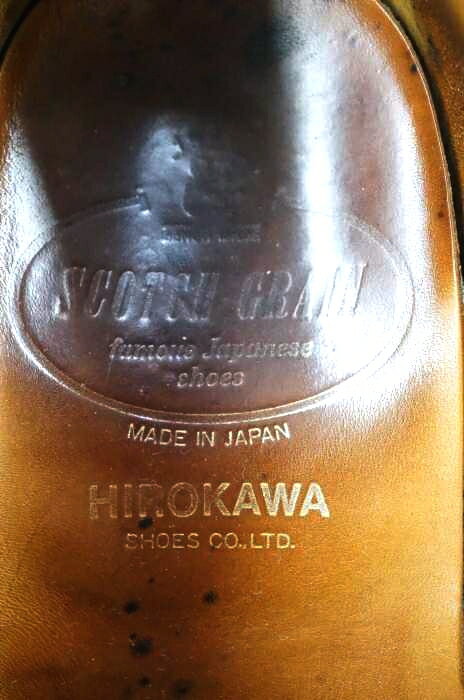 SCOTCH GRAIN
famous Japanese
shoes
MADE IN JAPAN
HIROKAWA
SHOES CO.,LTD.